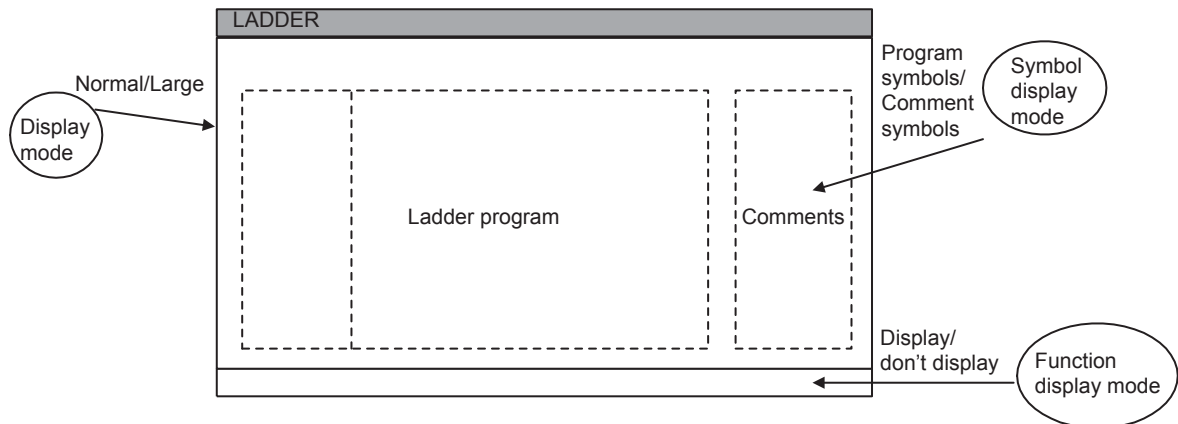 LADDER
Normal/Large
Display
mode
Program
symbols/
Comment
symbols
Symbol
display
mode
Ladder program
Comments
Display/
don't display
Function
display mode